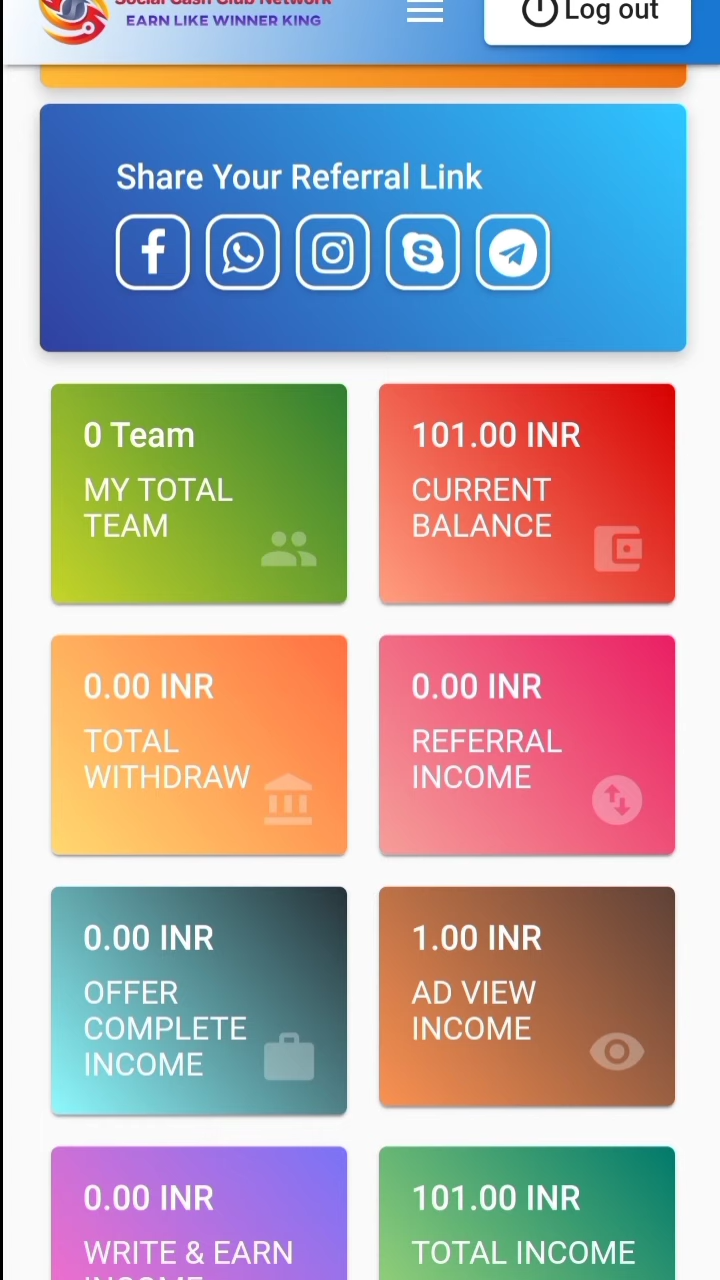 Social Cash Club Network
EARN LIKE WINNER KING
Log out
Share Your Referral Link
0 Team
MY TOTAL
TEAM
101.00 INR
CURRENT
BALANCE
0.00 INR
TOTAL
WITHDRAW
0.00 INR
REFERRAL
INCOME
0.00 INR
OFFER
COMPLETE
INCOME
1.00 INR
AD VIEW
INCOME
0.00 INR
WRITE & EARN
INCOME
101.00 INR
TOTAL INCOME